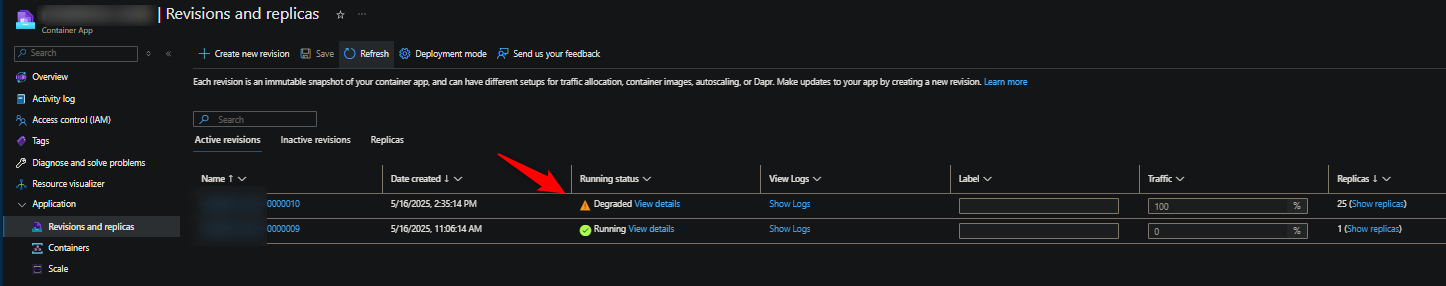 | Revisions and replicas ☆ ···
Container App
Search
+ Create new revision Save Refresh Deployment mode Send us your feedback
Overview
Activity log
Access control (IAM)
Tags
Diagnose and solve problems
Resource visualizer
Application
Revisions and replicas
Containers
Scale
Each revision is an immutable snapshot of your container app, and can have different setups for traffic allocation, container images, autoscaling, or Dapr. Make updates to your app by creating a new revision. Learn more
Search
Active revisions Inactive revisions Replicas
Name ↑ Date created ↓ Running status View Logs Label Traffic Replicas ↓
0000010 5/16/2025, 2:35:14 PM Degraded View details Show Logs 100 % 25 (Show replicas)
0000009 5/16/2025, 11:06:14 AM Running View details Show Logs 0 % 1 (Show replicas)